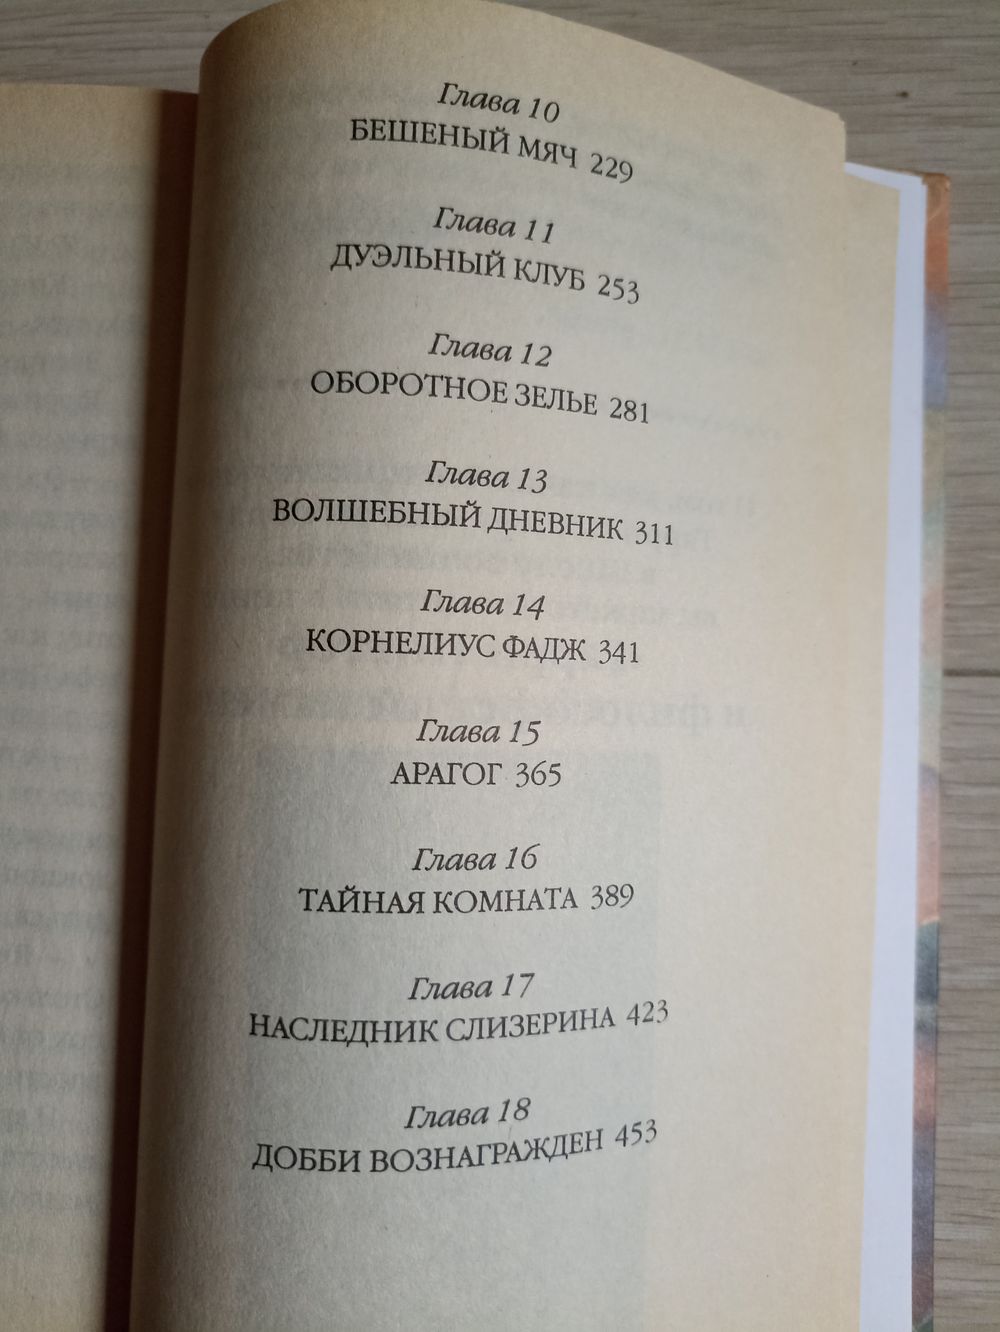 Глава 10
БЕШЕНЫЙ МЯЧ 229
Глава 11
ДУЭЛЬНЫЙ КЛУБ 253
Глава 12
ОБОРОТНОЕ ЗЕЛЬЕ 281
Глава 13
ВОЛШЕБНЫЙ ДНЕВНИК 311
Глава 14
КОРНЕЛИУС ФАДЖ 341
Глава 15
АРАГОГ 365
Глава 16
ТАЙНАЯ КОМНАТА 389
Глава 17
НАСЛЕДНИК СЛИЗЕРИНА 423
Глава 18
ДОББИ ВОЗНАГРАЖДЕН 453